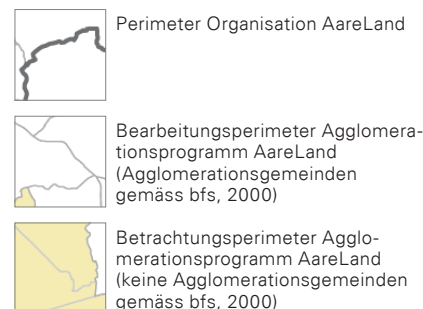 Perimeter Organisation AareLand
Bearbeitungsperimeter Agglomera-
tionsprogramm AareLand
(Agglomerationsgemeinden
gemäss bfs, 2000)
Betrachtungsperimeter Agglo-
merationsprogramm AareLand
(keine Agglomerationsgemeinden
gemäss bfs, 2000)